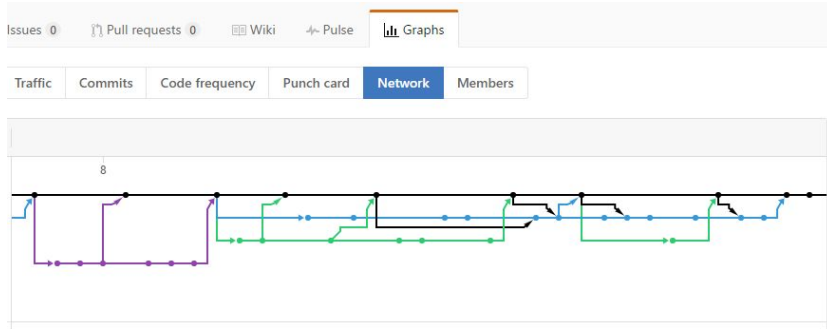 Issues 0 Pull requests 0 Wiki Pulse Graphs
Traffic Commits Code frequency Punch card Network Members
8